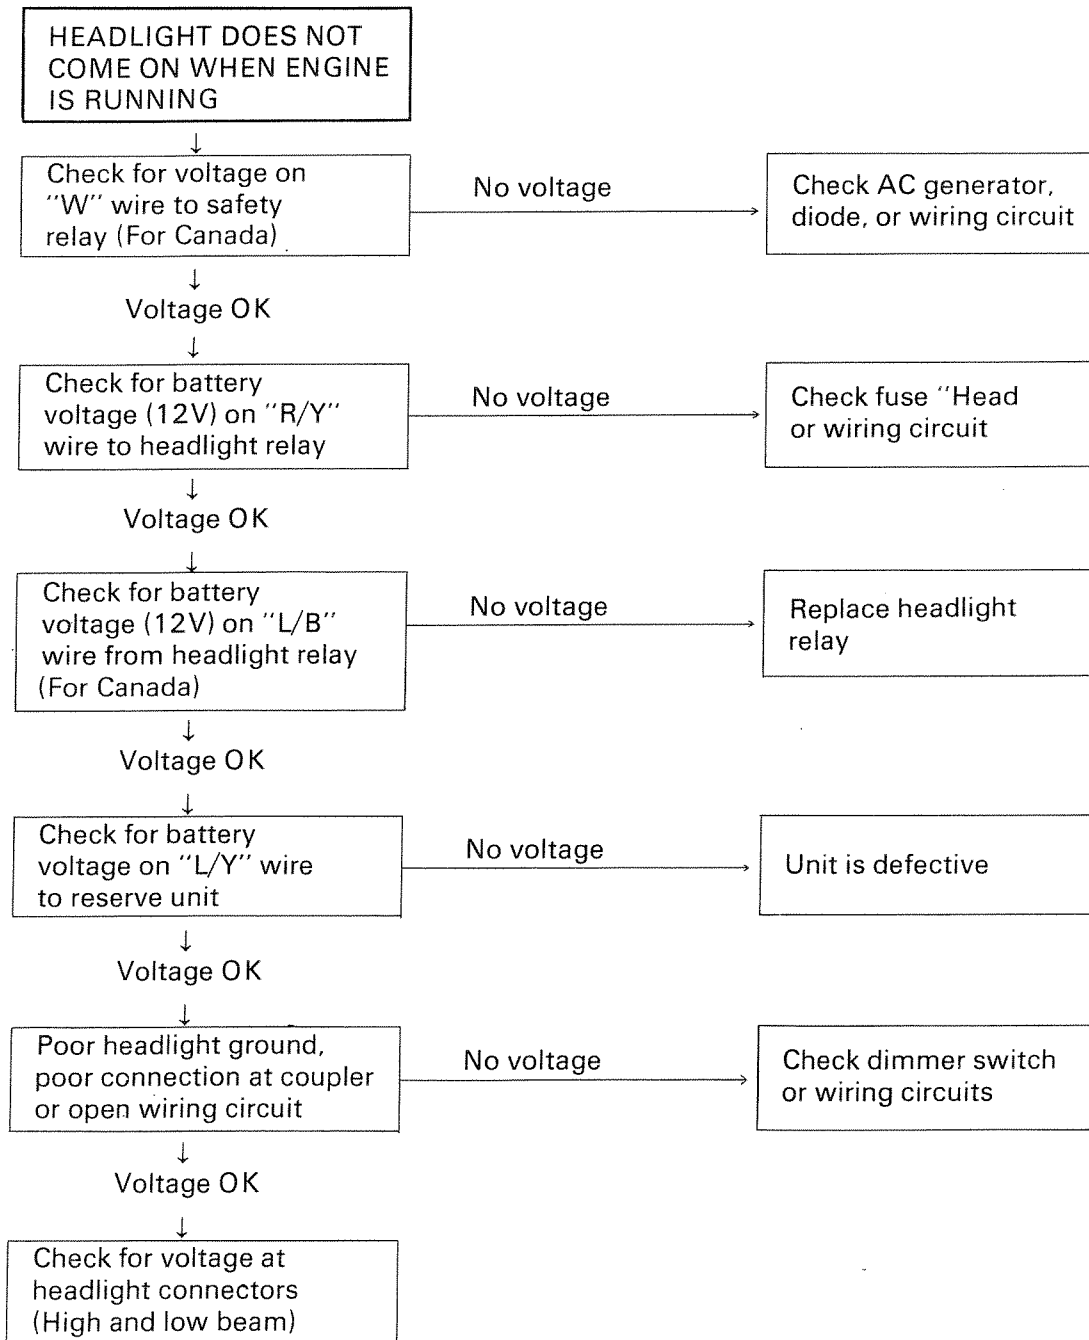 HEADLIGHT DOES NOT
COME ON WHEN ENGINE
IS RUNNING
Check for voltage on
"W" wire to safety
relay (For Canada)
No voltage
Check AC generator,
diode, or wiring circuit
Voltage OK
Check for battery
voltage (12V) on "R/Y"
wire to headlight relay
No voltage
Check fuse "Head
or wiring circuit
Voltage OK
Check for battery
voltage (12V) on "L/B"
wire from headlight relay
(For Canada)
No voltage
Replace headlight
relay
Voltage OK
Check for battery
voltage on "L/Y" wire
to reserve unit
No voltage
Unit is defective
Voltage OK
Poor headlight ground,
poor connection at coupler
or open wiring circuit
No voltage
Check dimmer switch
or wiring circuits
Voltage OK
Check for voltage at
headlight connectors
(High and low beam)